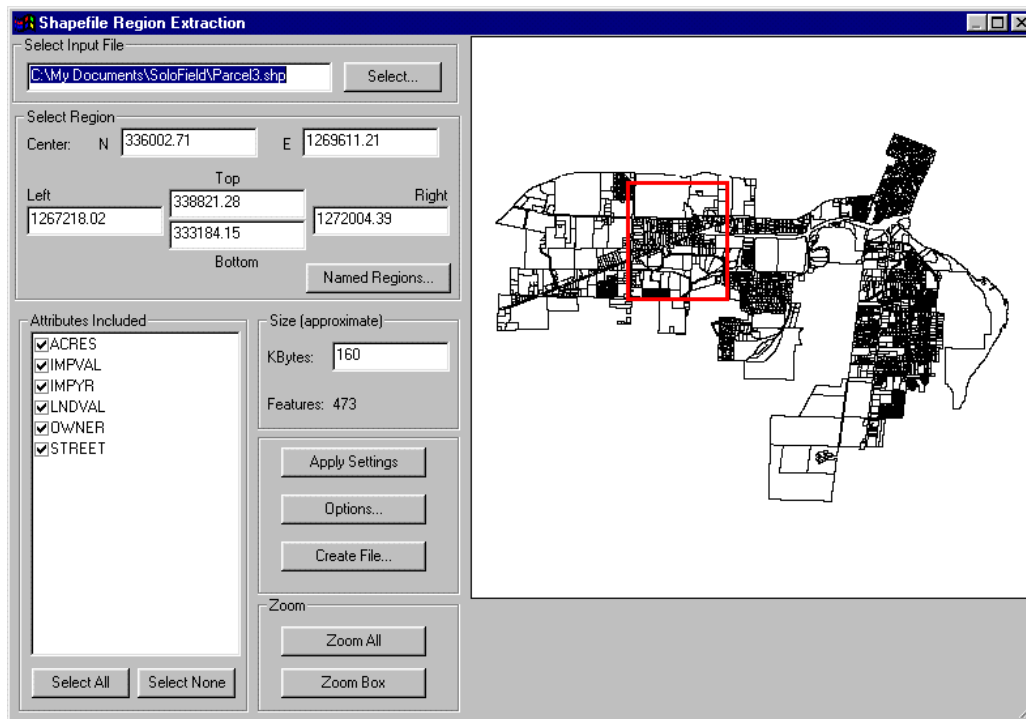 Shapefile Region Extraction
Select Input File
C:\My Documents\SoloField\Parcel3.shp
Select...
Select Region
Center: N 336002.71 E 1269611.21
Top
Left
338821.28
Right
1267218.02
333184.15
1272004.39
Bottom
Named Regions...
Attributes Included
ACRES
IMPVAL
IMPYR
LNDVAL
OWNER
STREET
Select All
Select None
Size (approximate)
KBytes: 160
Features: 473
Apply Settings
Options...
Create File...
Zoom
Zoom All
Zoom Box